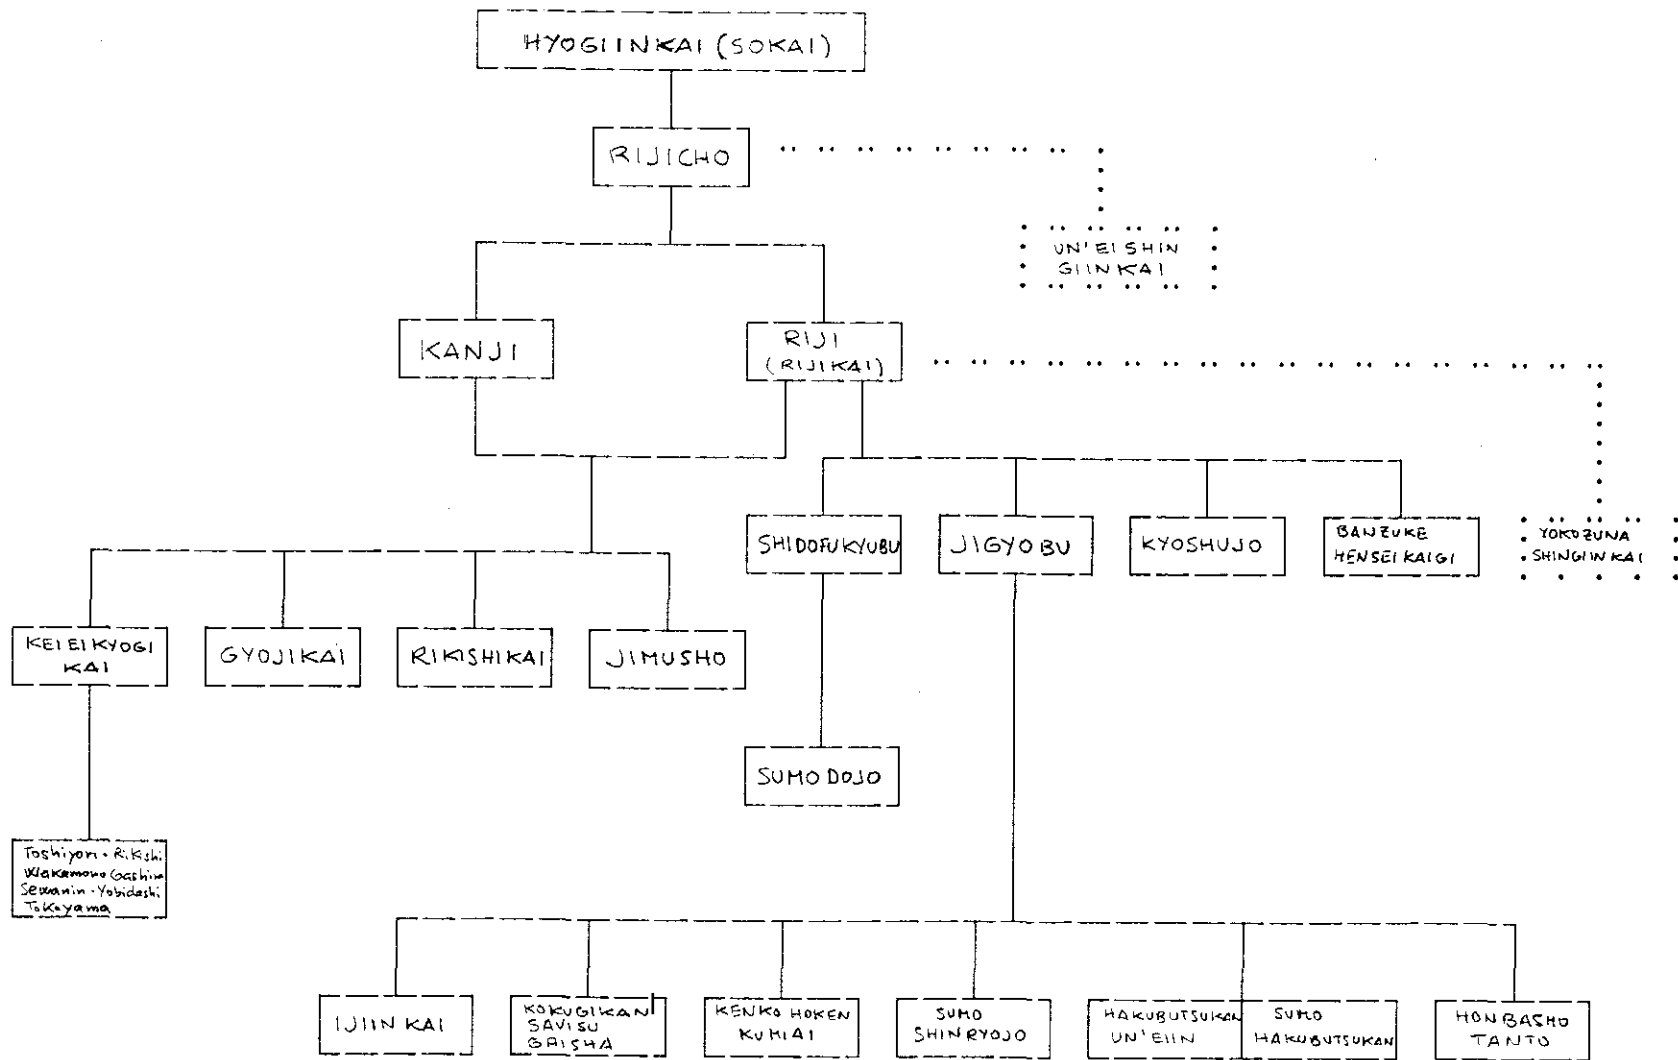 HYOGIINKAI (SOKAI)
RIJICHO
UN'EI SHIN
GIINKAI
KANJI
RIJI
(RIJIKAI)
SHIDOFUKYUBU
JIGYOBU
KYOSHUJO
BANZUKE
HENSEIKAIGI
YOKOZUNA
SHINGIINKAI
KEIEIKYOGI
KAI
GYOJIKAI
RIKISHIKAI
JIMUSHO
SUMO DOJO
Toshiyori - Rikishi
Wakamono Gashira
Sewanin - Yobidashi
Tokoyama
IJIIN KAI
KOKUGIKAN
SAVISU
GAISHA
KENKO HOKEN
KUMIAI
SUMO
SHINRYOJO
HAKUBUTSUKAN
UN'EIIN
SUMO
HAKUBUTSUKAN
HONBASHO
TANTO